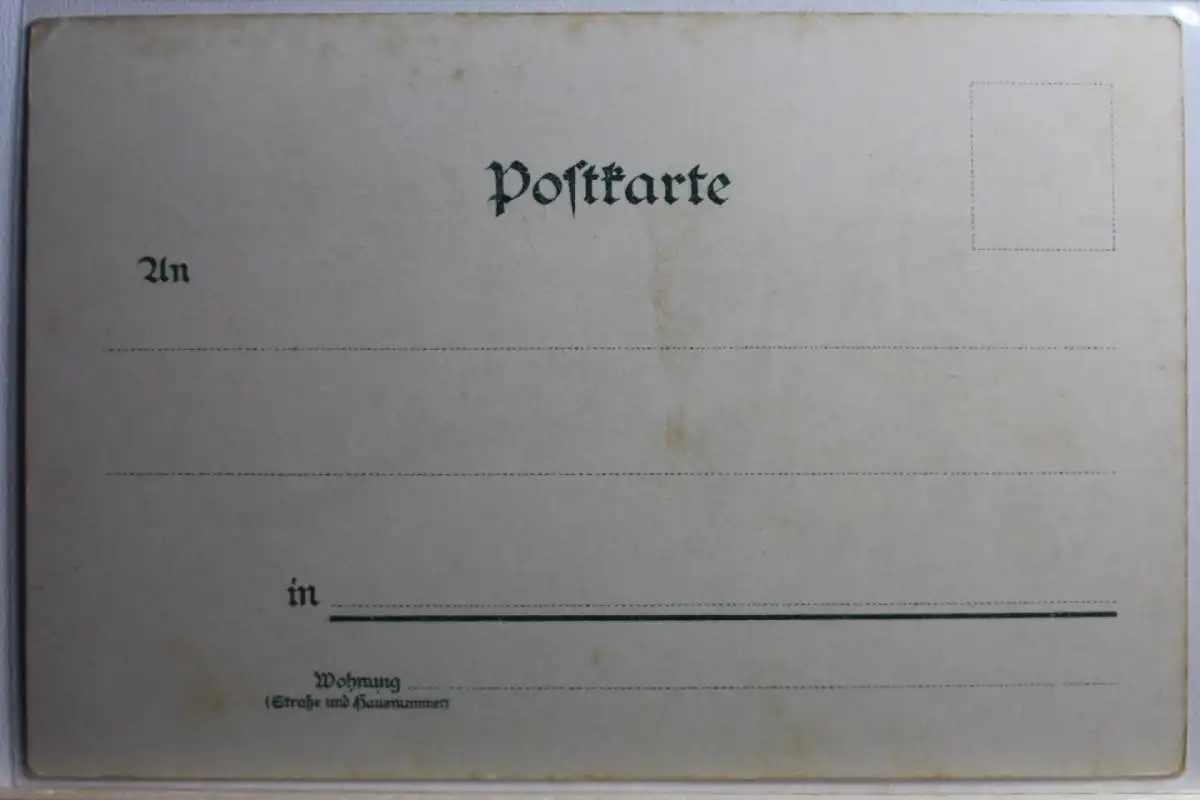 Postkarte
An
in
Wohnung
(Straße und Hausnummer)